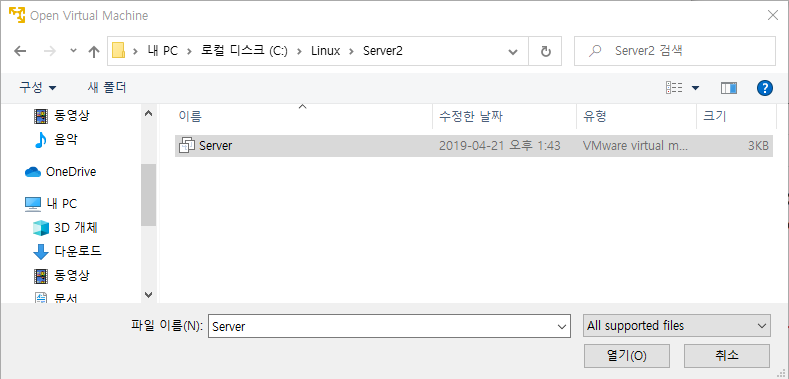 Open Virtual Machine
내 PC > 로컬 디스크 (C:) > Linux > Server2
Server2 검색
구성
새 폴더
이름
수정한 날짜
유형
크기
동영상
음악
OneDrive
내 PC
3D 개체
다운로드
동영상
문서
Server
2019-04-21 오후 1:43
VMware virtual m...
3KB
파일 이름(N):
Server
All supported files
열기(O)
취소